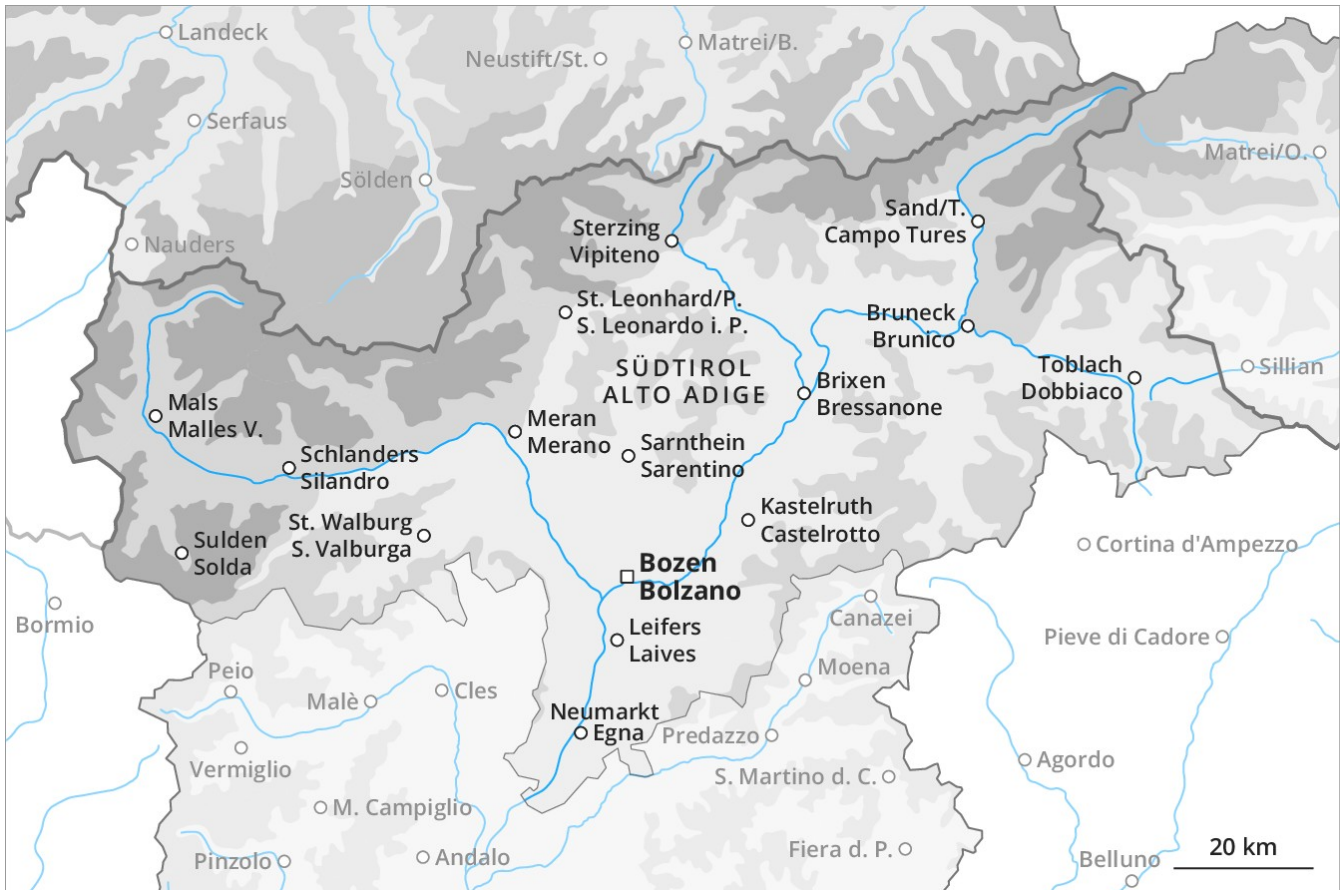 Landeck
Neustift/St.
Matrei/B.
Serfaus
Matrei/O.
Sölden
Sand/T.
Campo Tures
Sterzing
Vipiteno
Nauders
St. Leonhard/P.
S. Leonardo i. P.
Bruneck
Brunico
SÜDTIROL
ALTO ADIGE
Toblach
Dobbiaco
Sillian
Brixen
Bressanone
Mals
Malles V.
Meran
Merano
Sarnthein
Sarentino
Schlanders
Silandro
Kastelruth
Castelrotto
St. Walburg
S. Valburga
Sulden
Solda
Cortina d'Ampezzo
Bozen
Bolzano
Bormio
Canazei
Leifers
Laives
Pieve di Cadore
Peio
Moena
Malè
Cles
Neumarkt
Egna
Predazzo
Vermiglio
S. Martino d. C.
Agordo
M. Campiglio
20 km
Pinzolo
Andalo
Fiera d. P.
Belluno